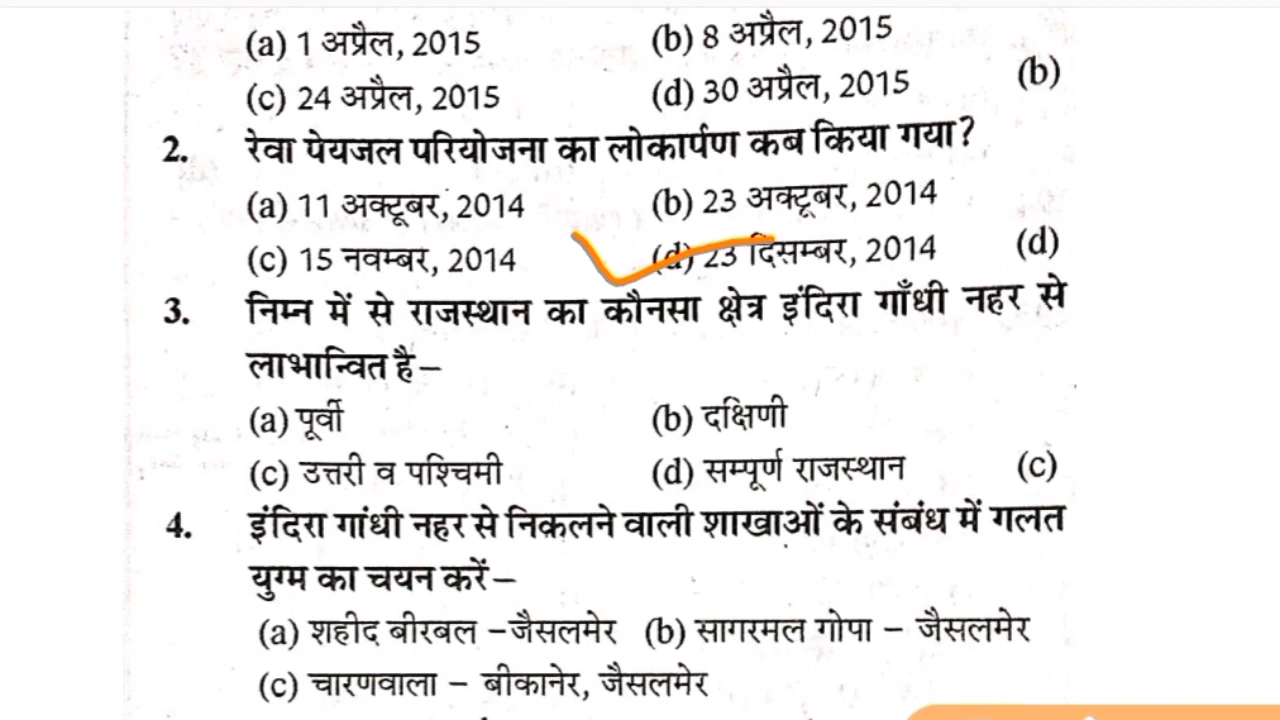 (a) 1 अप्रैल, 2015 (b) 8 अप्रैल, 2015
(c) 24 अप्रैल, 2015 (d) 30 अप्रैल, 2015 (b)
2. रेवा पेयजल परियोजना का लोकार्पण कब किया गया?
(a) 11 अक्टूबर, 2014 (b) 23 अक्टूबर, 2014
(c) 15 नवम्बर, 2014 (d) 23 दिसम्बर, 2014 (d)
3. निम्न में से राजस्थान का कौनसा क्षेत्र इंदिरा गाँधी नहर से
लाभान्वित है–
(a) पूर्वी (b) दक्षिणी
(c) उत्तरी व पश्चिमी (d) सम्पूर्ण राजस्थान (c)
4. इंदिरा गांधी नहर से निकलने वाली शाखाओं के संबंध में गलत
युग्म का चयन करें–
(a) शहीद बीरबल –जैसलमेर (b) सागरमल गोपा – जैसलमेर
(c) चारणवाला – बीकानेर, जैसलमेर